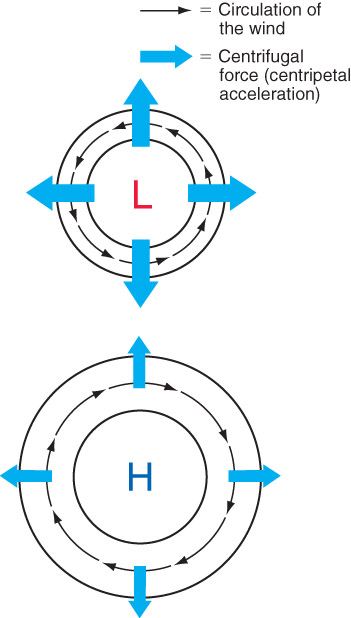 = Circulation of
the wind
= Centrifugal
force (centripetal
acceleration)
L
H